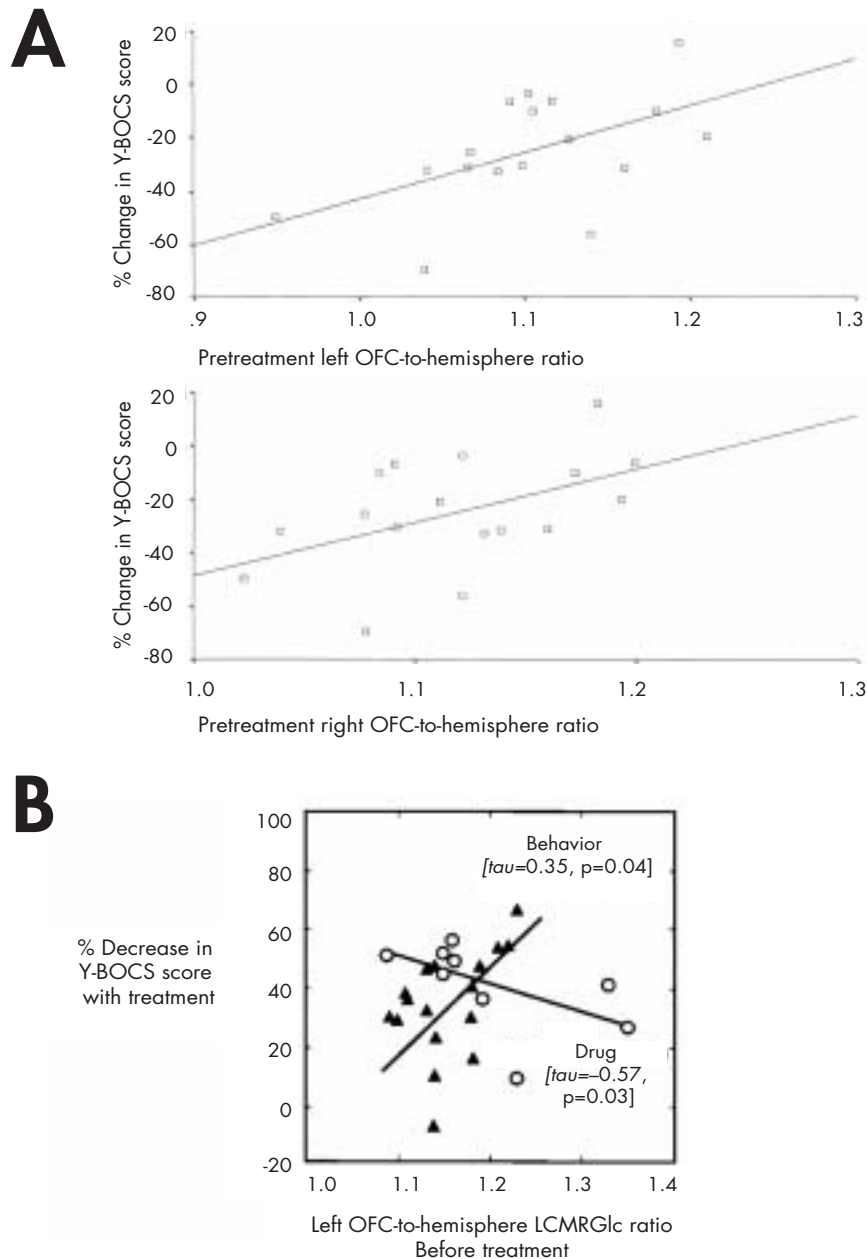 A
% Change in Y-BOCS score
20
0
-20
-40
-60
-80
.9
1.0
1.1
1.2
1.3
Pretreatment left OFC-to-hemisphere ratio
% Change in Y-BOCS score
20
0
-20
-40
-60
-80
1.0
1.1
1.2
1.3
Pretreatment right OFC-to-hemisphere ratio
B
% Decrease in
Y-BOCS score
with treatment
100
80
60
40
20
0
-20
Behavior
[tau=0.35, p=0.04]
Drug
[tau=–0.57,
p=0.03]
1.0
1.1
1.2
1.3
1.4
Left OFC-to-hemisphere LCMRGlc ratio
Before treatment